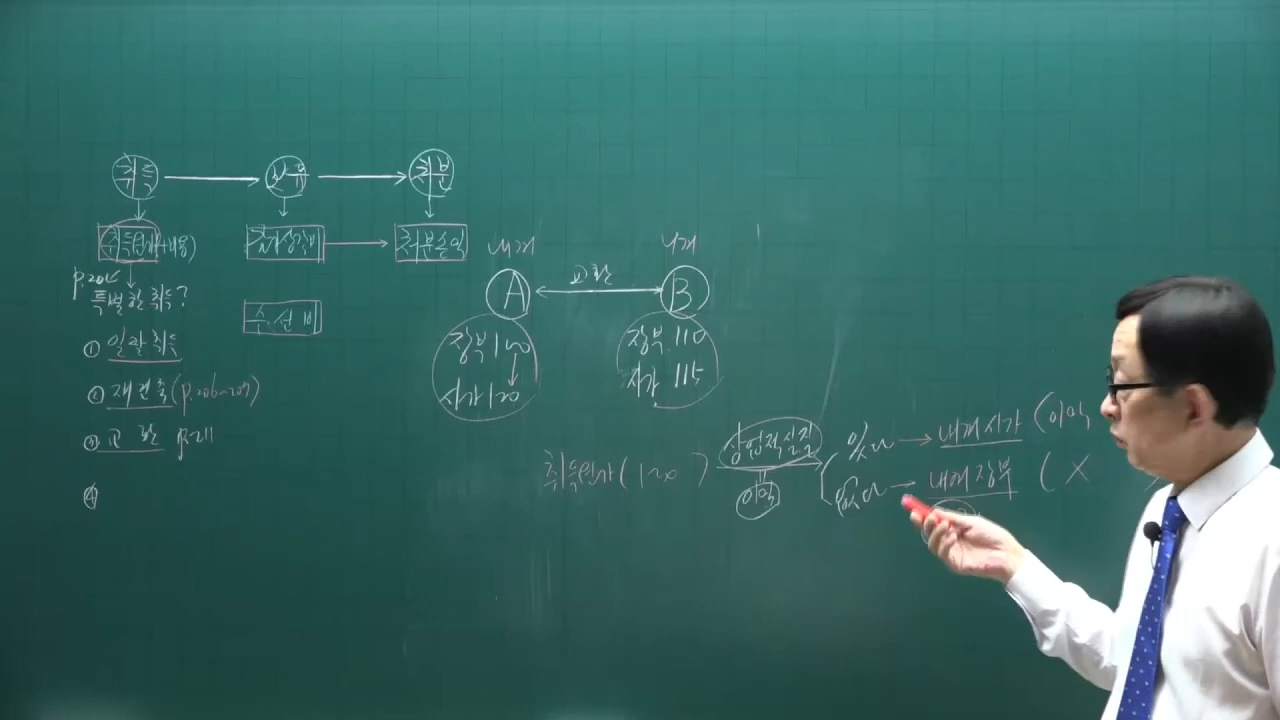 취득 → 보유 → 처분
취득원가(+비용)
감가상각비
처분손익
p.205
특별한 취득?
수.선비
① 일괄취득
② 재건축(p.206~209)
③ 교환 p.211
④
내꺼
니꺼
A
교환
B
장부 100
시가 120
장부 110
시가 115
취득원가(120)
상업적실질
이익
있다 → 내꺼시가 (이익
없다 → 내꺼장부 ( X